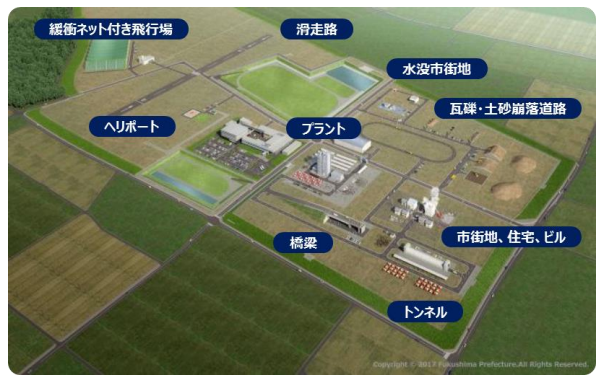 緩衝ネット付き飛行場
滑走路
水没市街地
瓦礫・土砂崩落道路
ヘリポート
プラント
市街地、住宅、ビル
橋梁
トンネル
Copyright © 2017 Fukushima Prefecture.All Rights Reserved.